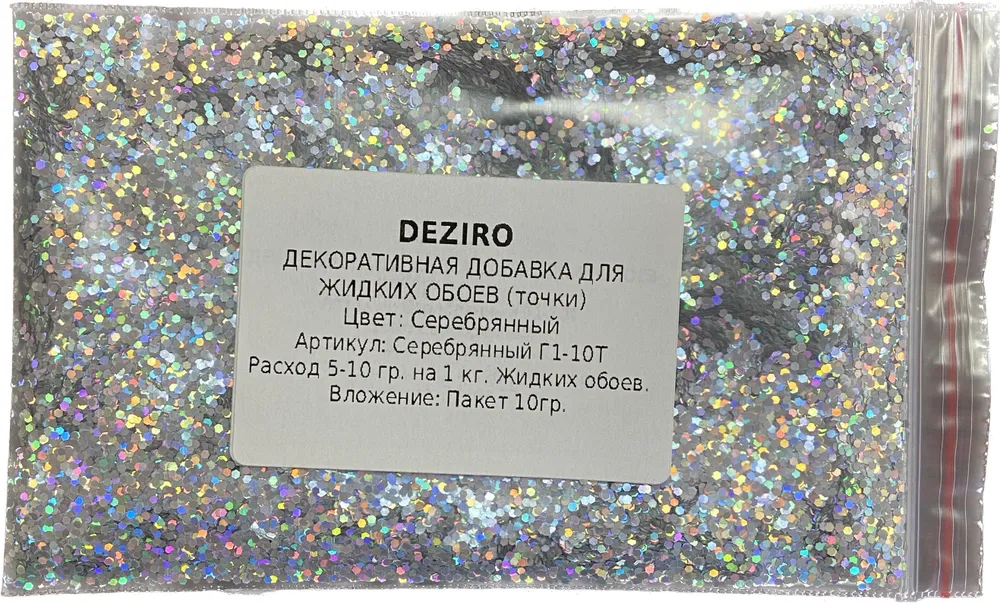 DEZIRO
ДЕКОРАТИВНАЯ ДОБАВКА ДЛЯ
ЖИДКИХ ОБОЕВ (точки)
Цвет: Серебрянный
Артикул: Серебрянный Г1-10Т
Расход 5-10 гр. на 1 кг. Жидких обоев.
Вложение: Пакет 10гр.